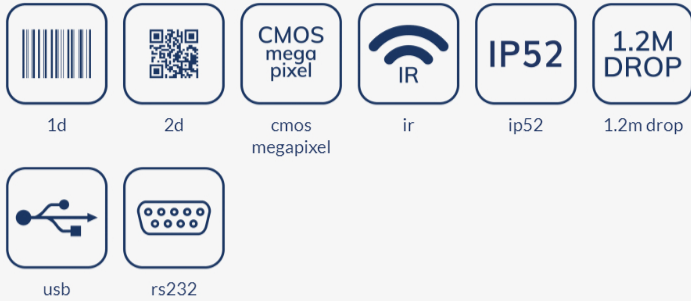 CMOS
mega
pixel
IR
IP52
1.2M
DROP
1d
2d
cmos
megapixel
ir
ip52
1.2m drop
usb
rs232